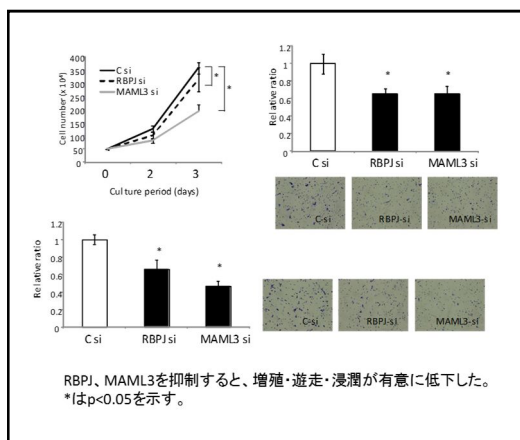 400
350
300
250
200
150
100
50
0
Cell number (× 10⁴)
C si
RBPJ si
MAML3 si
*
*
0 2 3
Culture period (days)
1.2
1
0.8
0.6
0.4
0.2
0
Relative ratio
* *
C si RBPJ si MAML3 si
C-si RBPJ-si MAML3-si
1.2
1
0.8
0.6
0.4
0.2
0
Relative ratio
*
*
C si RBPJ si MAML3 si
C-si RBPJ-si MAML3-si
RBPJ、MAML3を抑制すると、増殖・遊走・浸潤が有意に低下した。
*はp<0.05を示す。